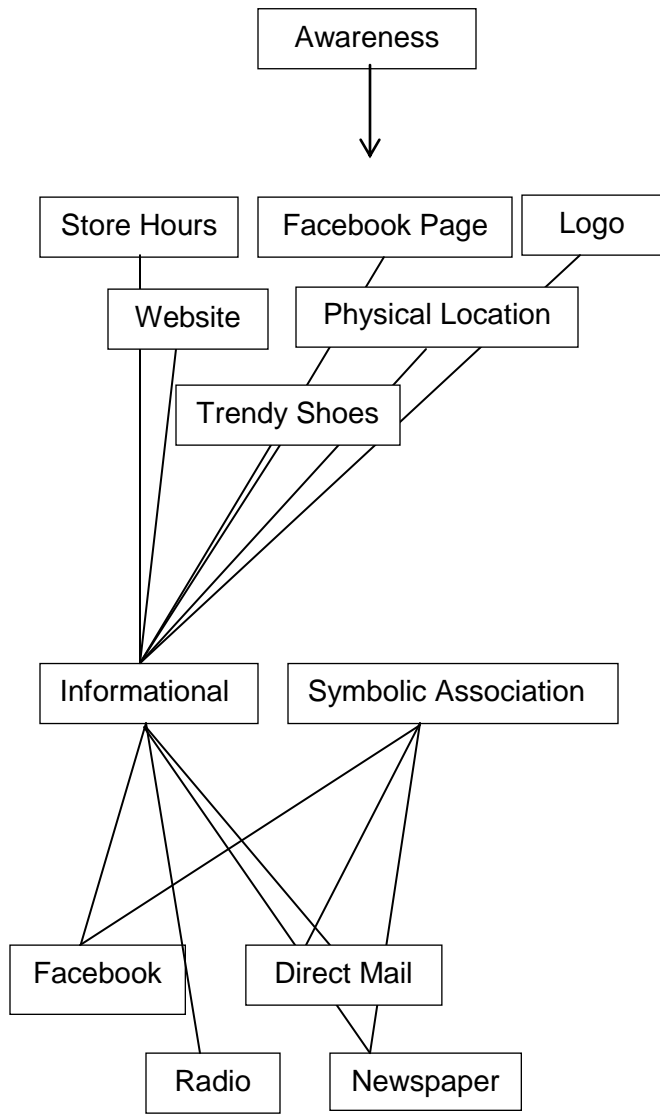 Awareness
Store Hours
Facebook Page
Logo
Website
Physical Location
Trendy Shoes
Informational
Symbolic Association
Facebook
Direct Mail
Radio
Newspaper